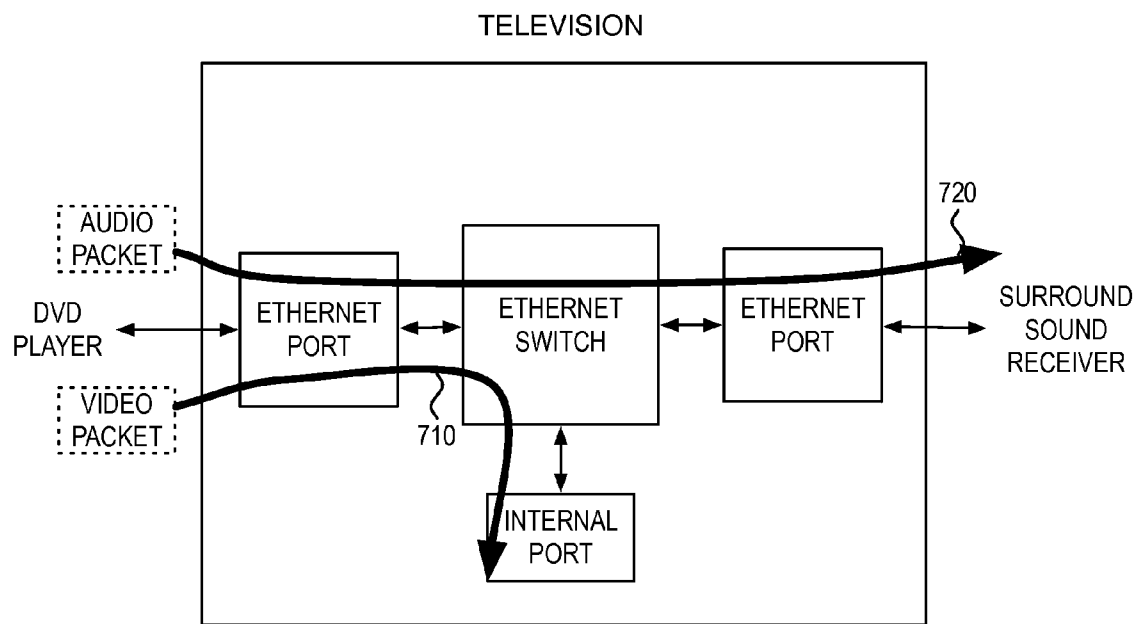 TELEVISION
720
AUDIO
PACKET
DVD
PLAYER
ETHERNET
PORT
ETHERNET
SWITCH
ETHERNET
PORT
SURROUND
SOUND
RECEIVER
VIDEO
PACKET
710
INTERNAL
PORT